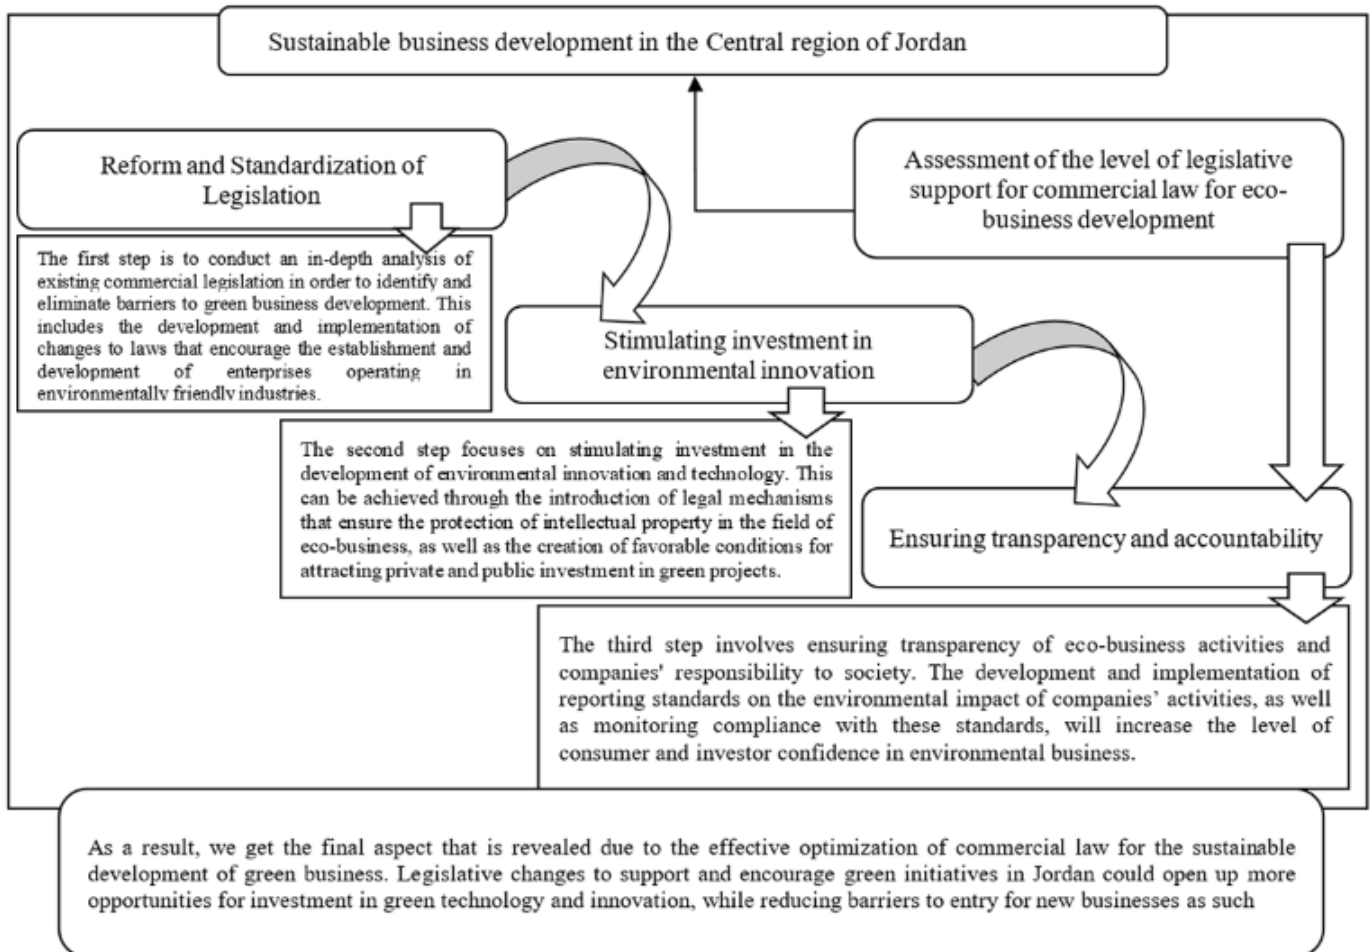 Sustainable business development in the Central region of Jordan
Reform and Standardization of
Legislation
Assessment of the level of legislative
support for commercial law for eco-
business development
The first step is to conduct an in-depth analysis of
existing commercial legislation in order to identify and
eliminate barriers to green business development. This
includes the development and implementation of
changes to laws that encourage the establishment and
development of enterprises operating in
environmentally friendly industries.
Stimulating investment in
environmental innovation
The second step focuses on stimulating investment in the
development of environmental innovation and technology. This
can be achieved through the introduction of legal mechanisms
that ensure the protection of intellectual property in the field of
eco-business, as well as the creation of favorable conditions for
attracting private and public investment in green projects.
Ensuring transparency and accountability
The third step involves ensuring transparency of eco-business activities and
companies' responsibility to society. The development and implementation of
reporting standards on the environmental impact of companies’ activities, as well
as monitoring compliance with these standards, will increase the level of
consumer and investor confidence in environmental business.
As a result, we get the final aspect that is revealed due to the effective optimization of commercial law for the sustainable
development of green business. Legislative changes to support and encourage green initiatives in Jordan could open up more
opportunities for investment in green technology and innovation, while reducing barriers to entry for new businesses as such